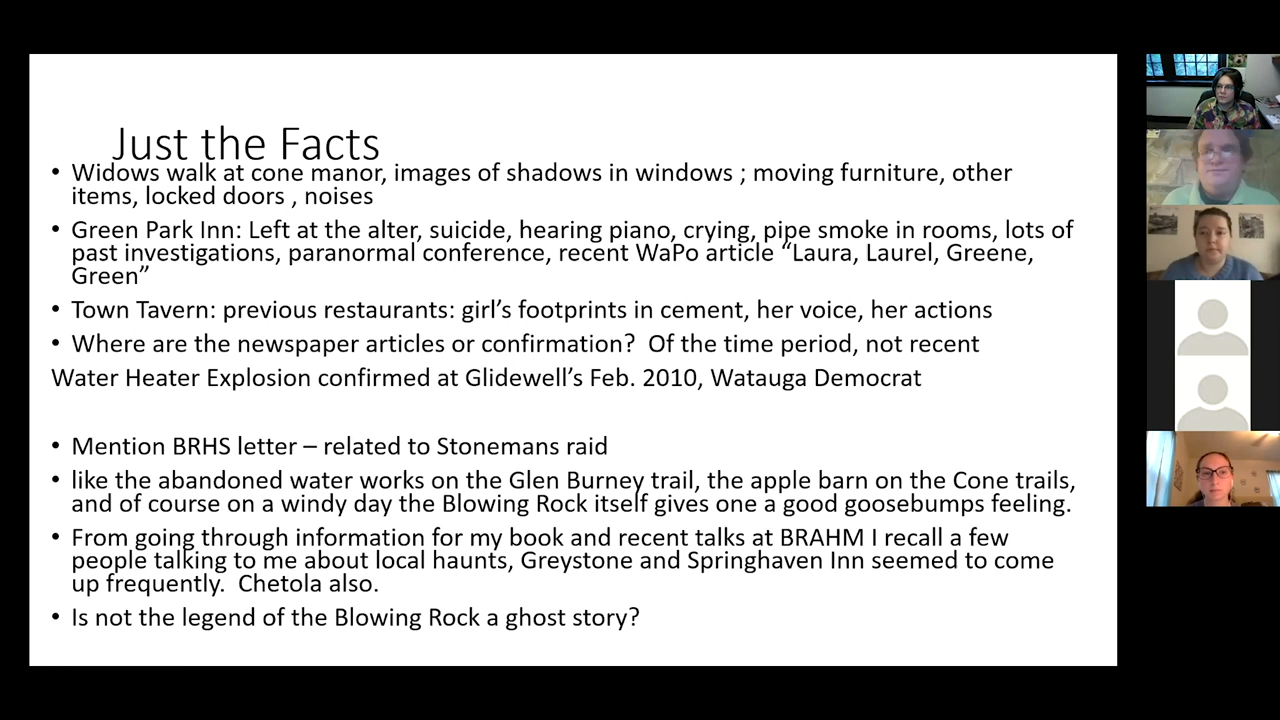 Just the Facts
• Widows walk at cone manor, images of shadows in windows ; moving furniture, other
items, locked doors , noises
• Green Park Inn: Left at the alter, suicide, hearing piano, crying, pipe smoke in rooms, lots of
past investigations, paranormal conference, recent WaPo article “Laura, Laurel, Greene,
Green”
• Town Tavern: previous restaurants: girl’s footprints in cement, her voice, her actions
• Where are the newspaper articles or confirmation?  Of the time period, not recent
Water Heater Explosion confirmed at Glidewell’s Feb. 2010, Watauga Democrat
• Mention BRHS letter – related to Stonemans raid
• like the abandoned water works on the Glen Burney trail, the apple barn on the Cone trails,
and of course on a windy day the Blowing Rock itself gives one a good goosebumps feeling.
• From going through information for my book and recent talks at BRAHM I recall a few
people talking to me about local haunts, Greystone and Springhaven Inn seemed to come
up frequently.  Chetola also.
• Is not the legend of the Blowing Rock a ghost story?